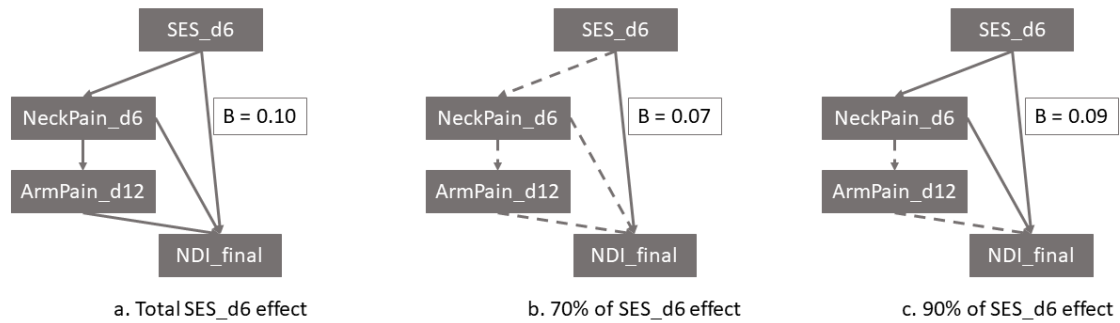 SES_d6
NeckPain_d6
B = 0.10
ArmPain_d12
NDI_final
a. Total SES_d6 effect
SES_d6
NeckPain_d6
B = 0.07
ArmPain_d12
NDI_final
b. 70% of SES_d6 effect
SES_d6
NeckPain_d6
B = 0.09
ArmPain_d12
NDI_final
c. 90% of SES_d6 effect